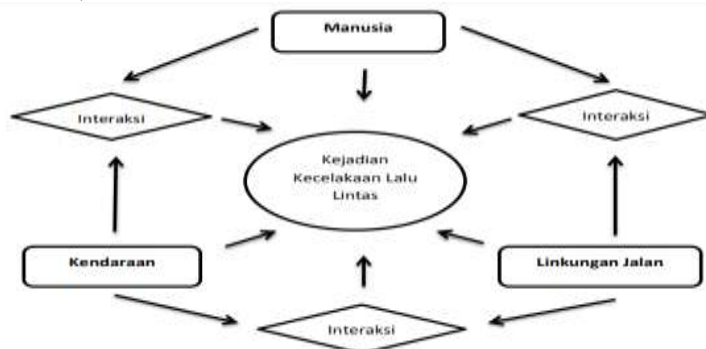 Manusia
Interaksi
Interaksi
Kejadian
Kecelakaan Lalu
Lintas
Kendaraan
Linkungan Jalan
Interaksi